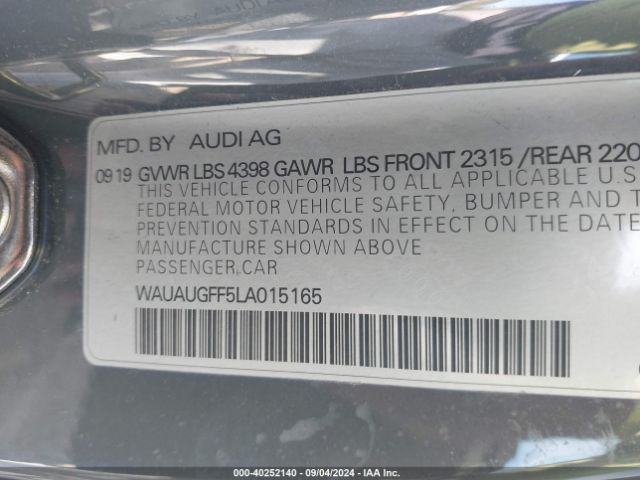 MFD. BY AUDI AG
09 19 GVWR LBS 4398 GAWR LBS FRONT 2315 /REAR 220
THIS VEHICLE CONFORMS TO ALL APPLICABLE U.S
FEDERAL MOTOR VEHICLE SAFETY, BUMPER AND T
PREVENTION STANDARDS IN EFFECT ON THE DATE
MANUFACTURE SHOWN ABOVE
PASSENGER CAR
WAUAUGFF5LA015165
000-40252140 - 09/04/2024 - IAA Inc.